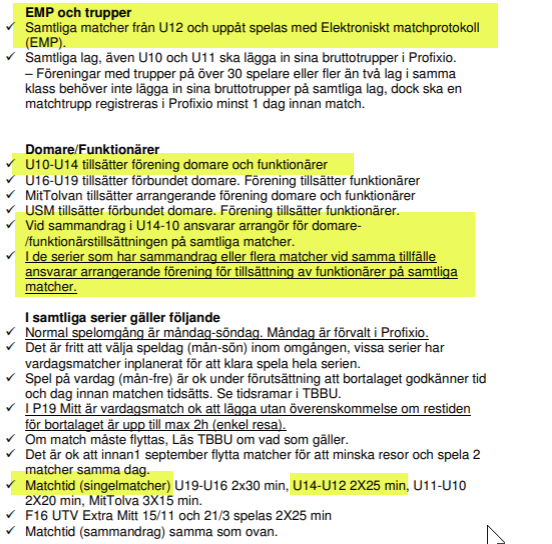 EMP och trupper
✓ Samtliga matcher från U12 och uppåt spelas med Elektroniskt matchprotokoll
(EMP).
✓ Samtliga lag, även U10 och U11 ska lägga in sina bruttotrupper i Profixio.
– Föreningar med trupper på över 30 spelare eller fler än två lag i samma
klass behöver inte lägga in sina bruttotrupper på samtliga lag, dock ska en
matchtrupp registreras i Profixio minst 1 dag innan match.
Domare/Funktionärer
✓ U10-U14 tillsätter förening domare och funktionärer
✓ U16-U19 tillsätter förbundet domare. Förening tillsätter funktionärer
✓ MitTolvan tillsätter arrangerande förening domare och funktionärer
✓ USM tillsätter förbundet domare. Förening tillsätter funktionärer.
✓ Vid sammandrag i U14-10 ansvarar arrangör för domare-
/funktionärstillsättningen på samtliga matcher.
✓ I de serier som har sammandrag eller flera matcher vid samma tillfälle
ansvarar arrangerande förening för tillsättning av funktionärer på samtliga
matcher.
I samtliga serier gäller följande
✓ Normal spelomgång är måndag-söndag. Måndag är förvalt i Profixio.
✓ Det är fritt att välja speldag (mån-sön) inom omgången, vissa serier har
vardagsmatcher inplanerat för att klara spela hela serien.
✓ Spel på vardag (mån-fre) är ok under förutsättning att bortalaget godkänner tid
och dag innan Matchen tidsätts. Se tidsramar i TBBU.
✓ I P19 Mitt är vardagsmatch ok att lägga utan överenskommelse om restiden
för bortalaget är upp till max 2h (enkel resa).
✓ Om match måste flyttas, Läs TBBU om vad som gäller.
✓ Det är ok att innan1 september flytta matcher för att minska resor och spela 2
matcher samma dag.
✓ Matchtid (singelmatcher) U19-U16 2x30 min, U14-U12 2X25 min, U11-U10
2X20 min, MitTolva 3X15 min.
✓ F16 UTV Extra Mitt 15/11 och 21/3 spelas 2X25 min
✓ Matchtid (sammandrag) samma som ovan.